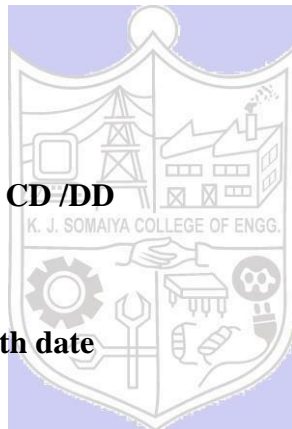 CD /DD
K. J. SOMAIYA COLLEGE OF ENGG.
th date